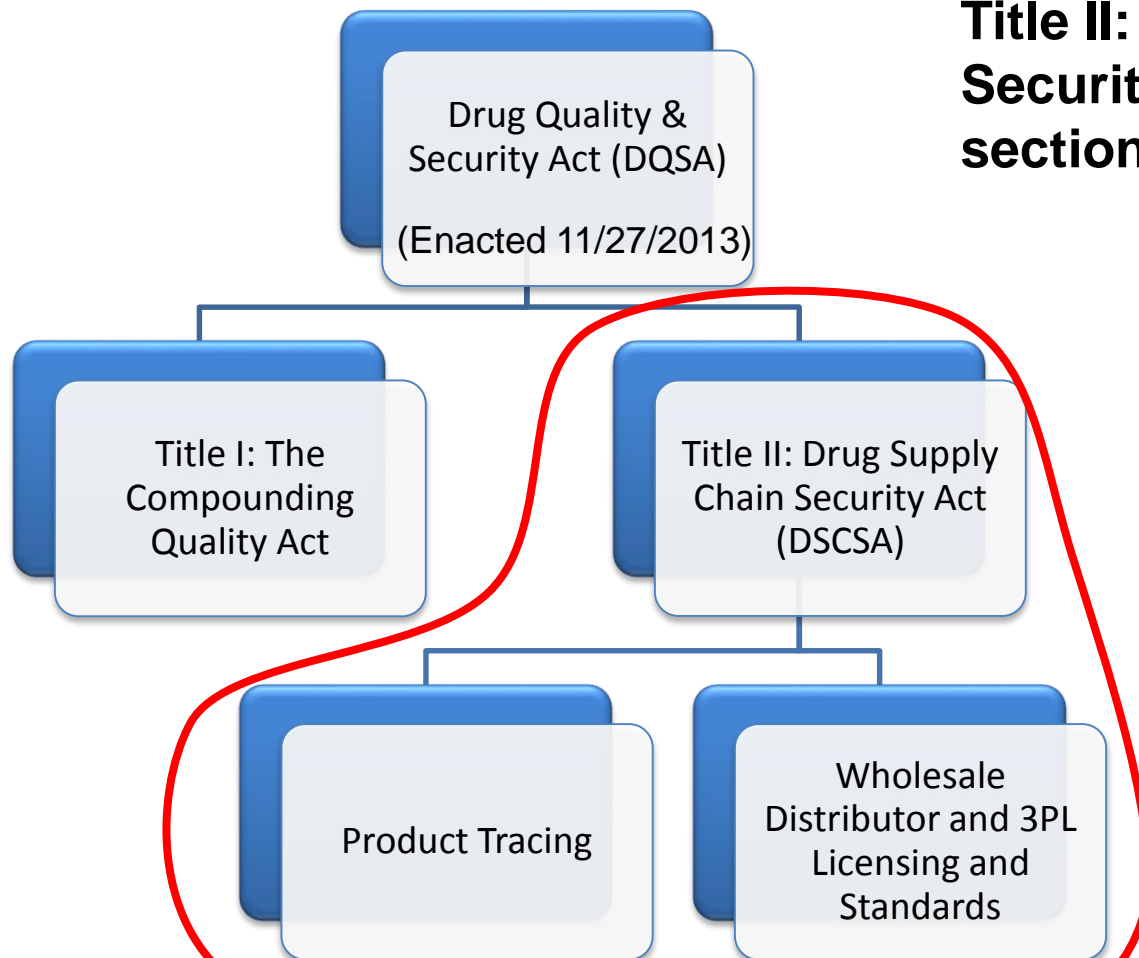 Title II:
Securit
section
Drug Quality &
Security Act (DQSA)
(Enacted 11/27/2013)
Title I: The
Compounding
Quality Act
Title II: Drug Supply
Chain Security Act
(DSCSA)
Product Tracing
Wholesale
Distributor and 3PL
Licensing and
Standards